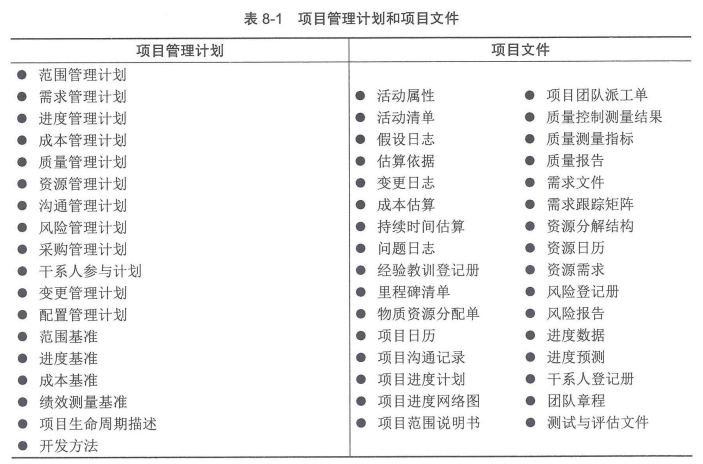 表 8-1 项目管理计划和项目文件
项目管理计划
项目文件
● 范围管理计划
● 需求管理计划
● 进度管理计划
● 成本管理计划
● 质量管理计划
● 资源管理计划
● 沟通管理计划
● 风险管理计划
● 采购管理计划
● 干系人参与计划
● 变更管理计划
● 配置管理计划
● 范围基准
● 进度基准
● 成本基准
● 绩效测量基准
● 项目生命周期描述
● 开发方法
● 活动属性
● 活动清单
● 假设日志
● 估算依据
● 变更日志
● 成本估算
● 持续时间估算
● 问题日志
● 经验教训登记册
● 里程碑清单
● 物质资源分配单
● 项目日历
● 项目沟通记录
● 项目进度计划
● 项目进度网络图
● 项目范围说明书
● 项目团队派工单
● 质量控制测量结果
● 质量测量指标
● 质量报告
● 需求文件
● 需求跟踪矩阵
● 资源分解结构
● 资源日历
● 资源需求
● 风险登记册
● 风险报告
● 进度数据
● 进度预测
● 干系人登记册
● 团队章程
● 测试与评估文件